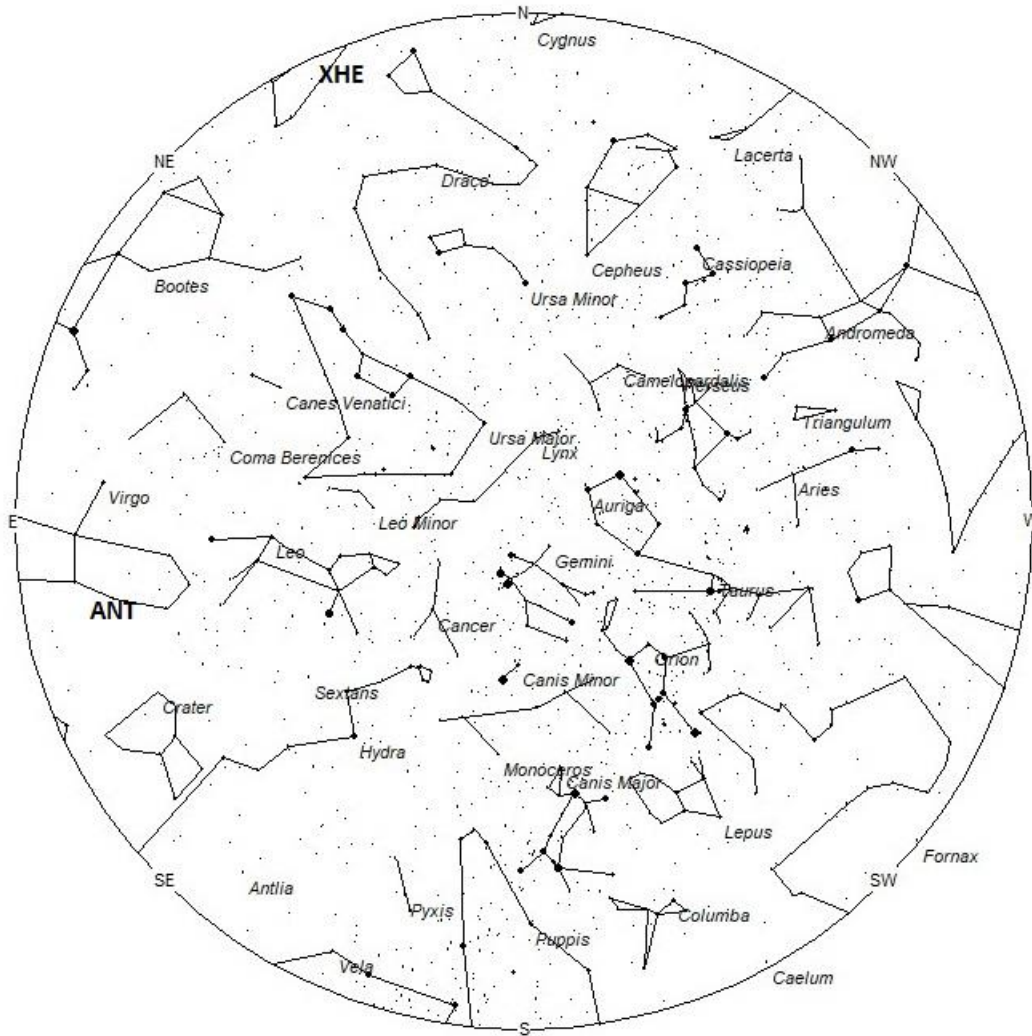 N
Cygnus
XHE
Lacerta
NE
NW
Draco
Cepheus
Cassiopeia
Bootes
Ursa Minor
Andromeda
Camelopardalis
Perseus
Canes Venatici
Triangulum
Ursa Major
Lynx
Coma Berenices
Virgo
Aries
Auriga
Leo Minor
E
W
Leo
Gemini
Taurus
ANT
Cancer
Orion
Sextans
Canis Minor
Crater
Hydra
Monoceros
Canis Major
Lepus
Fornax
SE
SW
Antlia
Pyxis
Columba
Puppis
Vela
Caelum
S